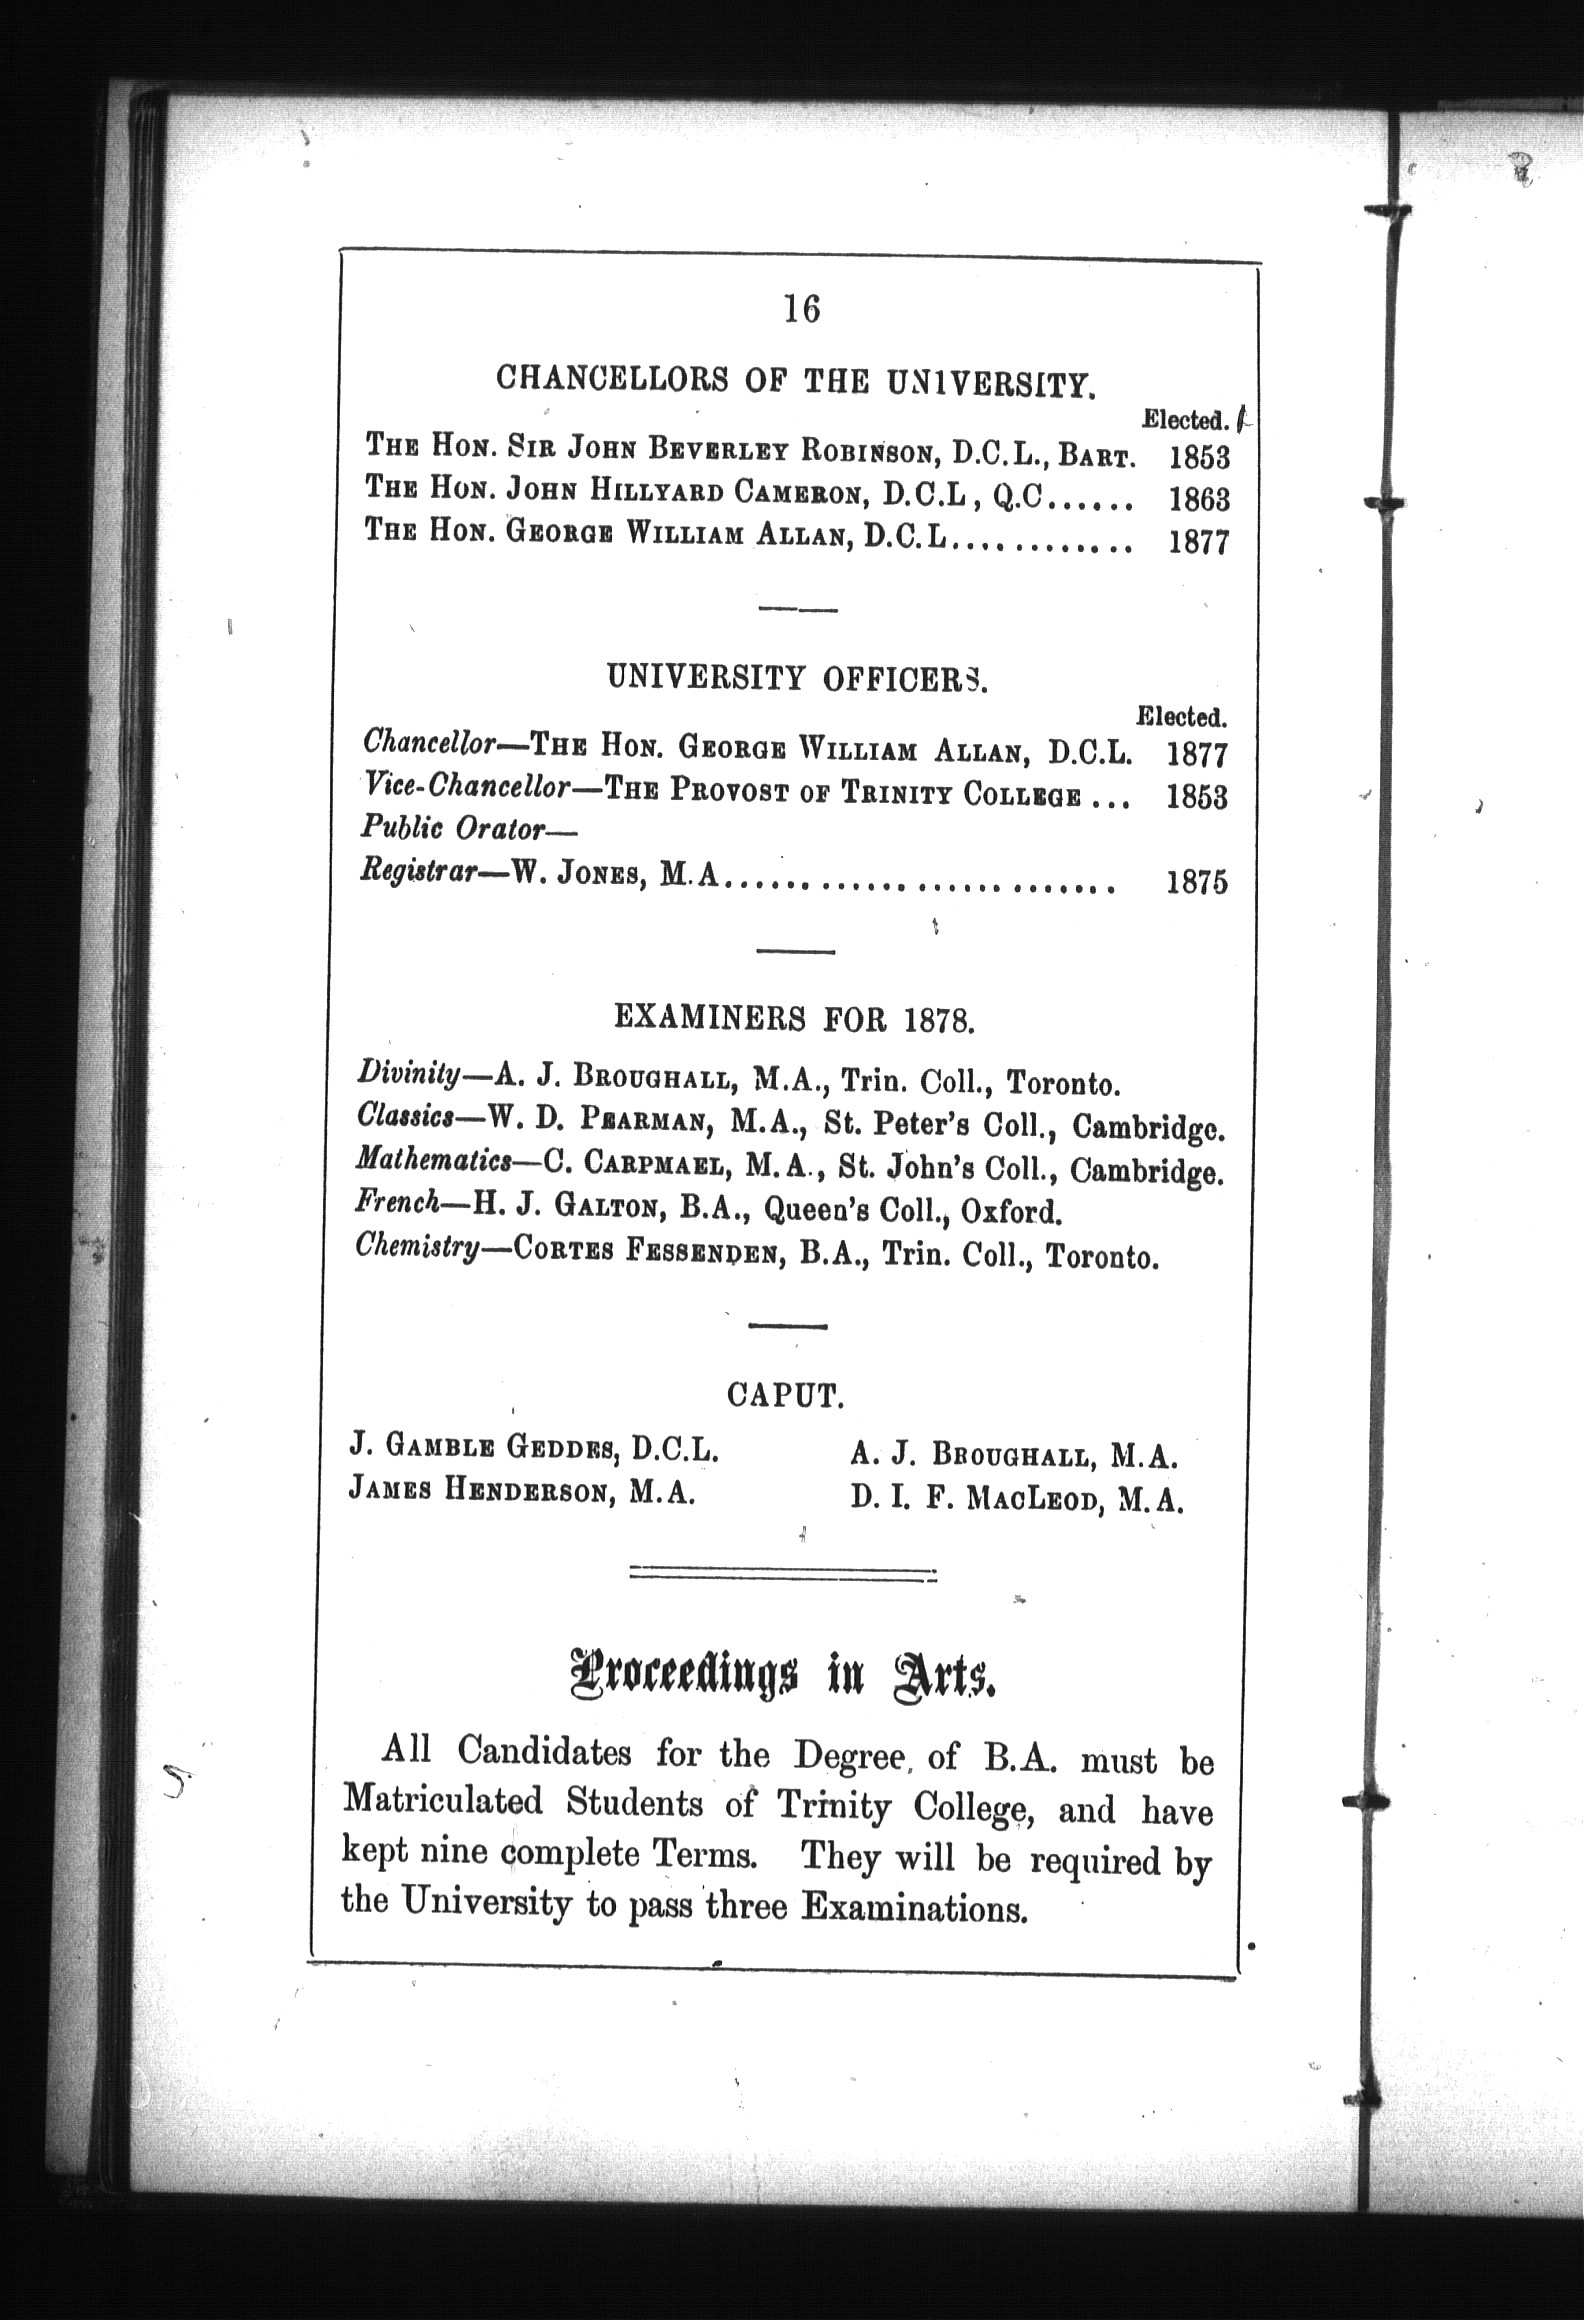 16
CHANCELLORS OF THE UNIVERSITY.
Elected.
THE HON. SIR JOHN BEVERLEY ROBINSON, D.C.L., BART. 1853
THE HON. JOHN HILLYARD CAMERON, D.C.L, Q.C...... 1863
THE HON. GEORGE WILLIAM ALLAN, D.C.L............ 1877
UNIVERSITY OFFICERS.
Elected.
Chancellor—THE HON. GEORGE WILLIAM ALLAN, D.C.L. 1877
Vice-Chancellor—THE PROVOST OF TRINITY COLLEGE ... 1853
Public Orator—
Registrar—W. JONES, M.A.......................... 1875
EXAMINERS FOR 1878.
Divinity—A. J. BROUGHALL, M.A., Trin. Coll., Toronto.
Classics—W. D. PEARMAN, M.A., St. Peter's Coll., Cambridge.
Mathematics—C. CARPMAEL, M.A., St. John's Coll., Cambridge.
French—H. J. GALTON, B.A., Queen's Coll., Oxford.
Chemistry—CORTES FESSENDEN, B.A., Trin. Coll., Toronto.
CAPUT.
J. GAMBLE GEDDES, D.C.L. A. J. BROUGHALL, M.A.
JAMES HENDERSON, M.A. D. I. F. MACLEOD, M.A.
Proceedings in Arts.
All Candidates for the Degree of B.A. must be
Matriculated Students of Trinity College, and have
kept nine complete Terms. They will be required by
the University to pass three Examinations.